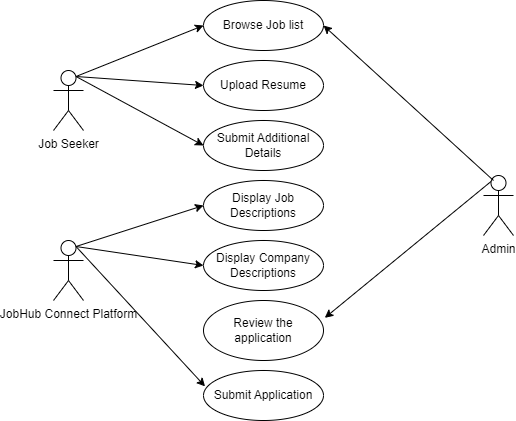 Browse Job list
Upload Resume
Job Seeker
Submit Additional
Details
Display Job
Descriptions
Admin
Display Company
Descriptions
JobHub Connect Platform
Review the
application
Submit Application